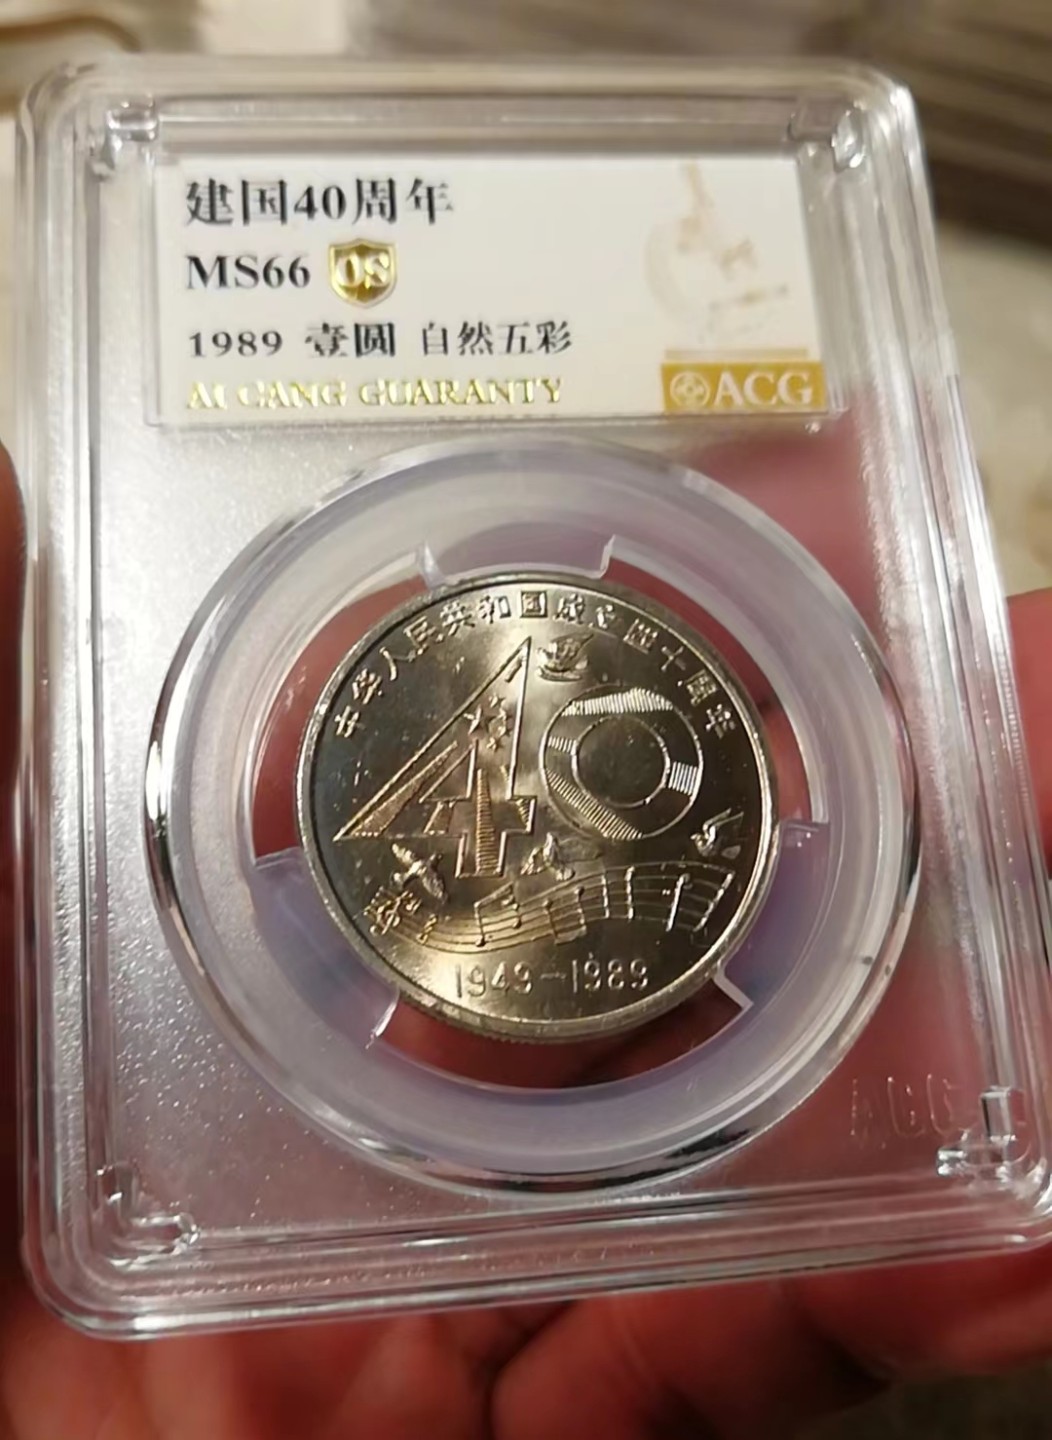 建国40周年
MS66 OS
1989 壹圆 自然五彩
AI CANG GUARANTY
ACG
中华人民共和国成立四十周年
1949-1989
ACG